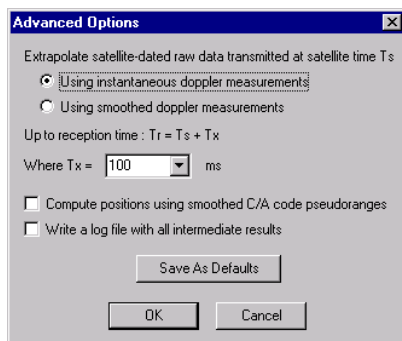 Advanced Options
Extrapolate satellite-dated raw data transmitted at satellite time Ts
Using instantaneous doppler measurements
Using smoothed doppler measurements
Up to reception time : Tr = Ts + Tx
Where Tx = 100 ms
Compute positions using smoothed C/A code pseudoranges
Write a log file with all intermediate results
Save As Defaults
OK Cancel